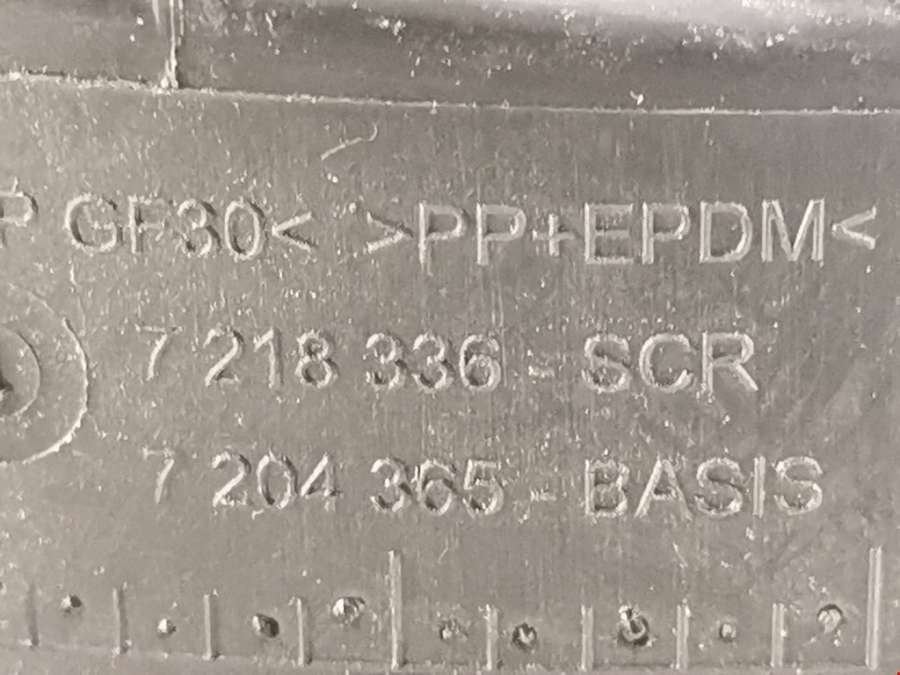 P GF30< >PP+EPDM<
7 218 336 - SCR
7 204 365 - BASIS